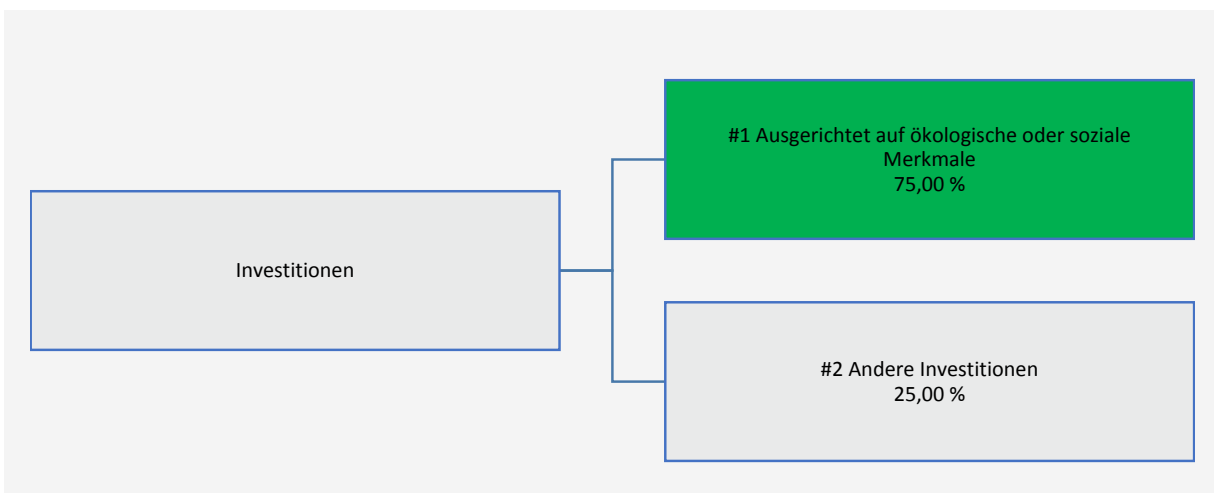 #1 Ausgerichtet auf ökologische oder soziale
Merkmale
75,00 %
Investitionen
#2 Andere Investitionen
25,00 %